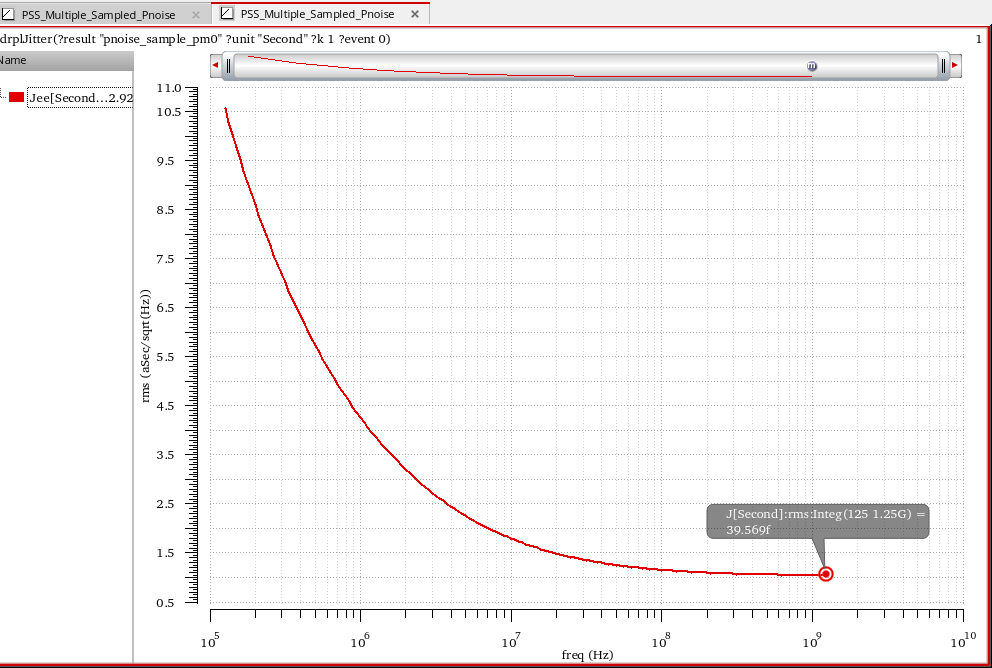 PSS_Multiple_Sampled_Pnoise × PSS_Multiple_Sampled_Pnoise ×
drplJitter(?result "pnoise_sample_pm0" ?unit "Second" ?k 1 ?event 0) 1
Name
Jee[Second...2.92
m
11.0
10.5
9.5
8.5
7.5
6.5
5.5
4.5
3.5
2.5
1.5
0.5
rms (aSec/sqrt(Hz))
J[Second]:rms:Integ(125 1.25G) =
39.569f
10^5 10^6 10^7 10^8 10^9 10^10
freq (Hz)